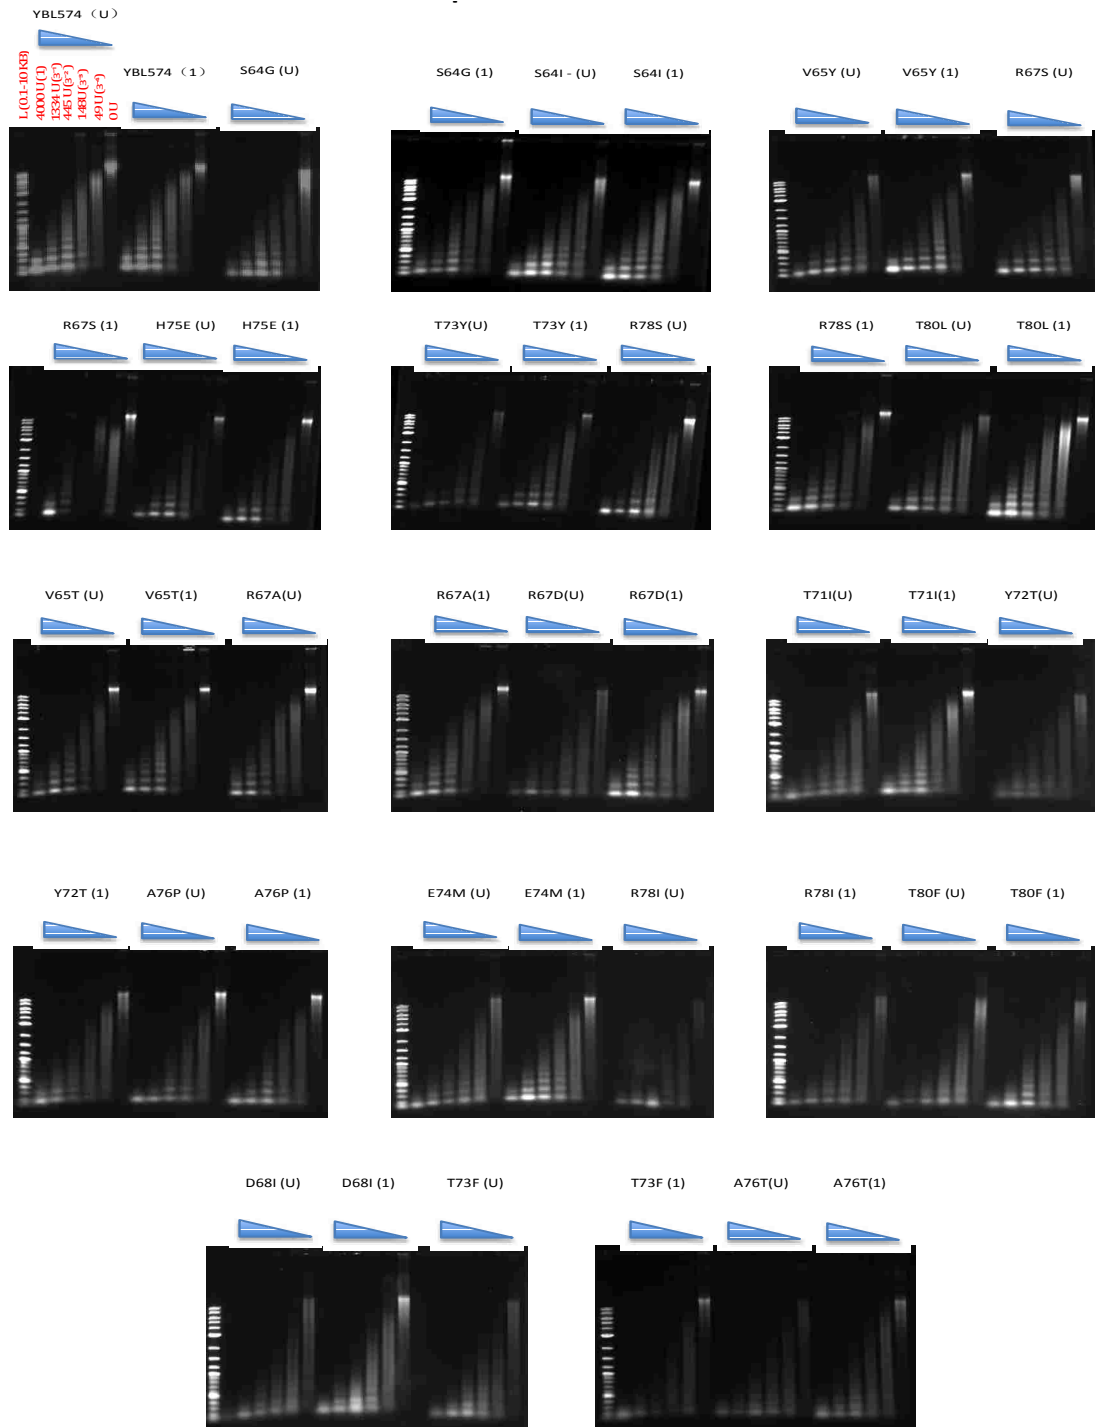 YBL574 （U）
L(0.1-10 KB)
4000 U(1)
1334 U(3⁻¹)
445 U(3⁻²)
148U(3⁻³)
49 U(3⁻⁴)
0 U
YBL574 （1）
S64G (U)
S64G (1)
S64I - (U)
S64I (1)
V65Y (U)
V65Y (1)
R67S (U)
R67S (1)
H75E (U)
H75E (1)
T73Y(U)
T73Y (1)
R78S (U)
R78S (1)
T80L (U)
T80L (1)
V65T (U)
V65T(1)
R67A(U)
R67A(1)
R67D(U)
R67D(1)
T71I(U)
T71I(1)
Y72T(U)
Y72T (1)
A76P (U)
A76P (1)
E74M (U)
E74M (1)
R78I (U)
R78I (1)
T80F (U)
T80F (1)
D68I (U)
D68I (1)
T73F (U)
T73F (1)
A76T(U)
A76T(1)